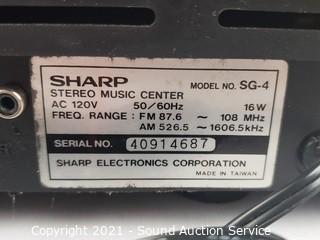 SHARP
MODEL NO. SG-4
STEREO MUSIC CENTER
AC 120V 50/60Hz 16W
FREQ. RANGE : FM 87.6 ~ 108 MHz
AM 526.5 ~ 1606.5kHz
SERIAL NO. 40914687
SHARP ELECTRONICS CORPORATION
MADE IN TAIWAN
Copyright 2021 - Sound Auction Service